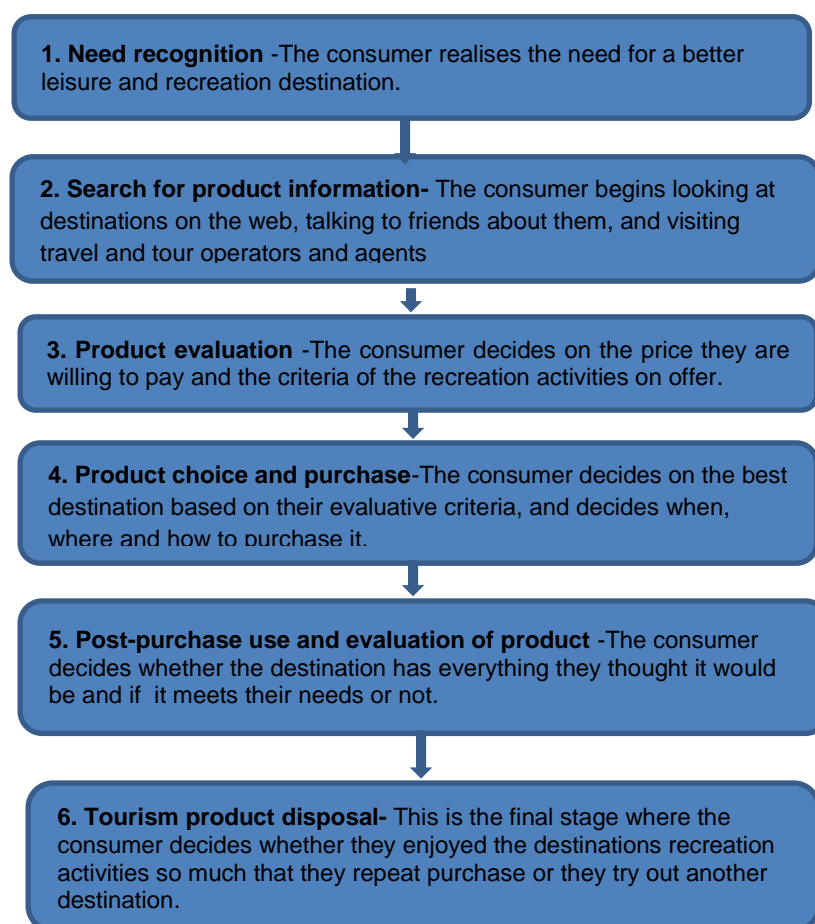 1. Need recognition -The consumer realises the need for a better
leisure and recreation destination.
2. Search for product information- The consumer begins looking at
destinations on the web, talking to friends about them, and visiting
travel and tour operators and agents
3. Product evaluation -The consumer decides on the price they are
willing to pay and the criteria of the recreation activities on offer.
4. Product choice and purchase-The consumer decides on the best
destination based on their evaluative criteria, and decides when,
where and how to purchase it.
5. Post-purchase use and evaluation of product -The consumer
decides whether the destination has everything they thought it would
be and if it meets their needs or not.
6. Tourism product disposal- This is the final stage where the
consumer decides whether they enjoyed the destinations recreation
activities so much that they repeat purchase or they try out another
destination.